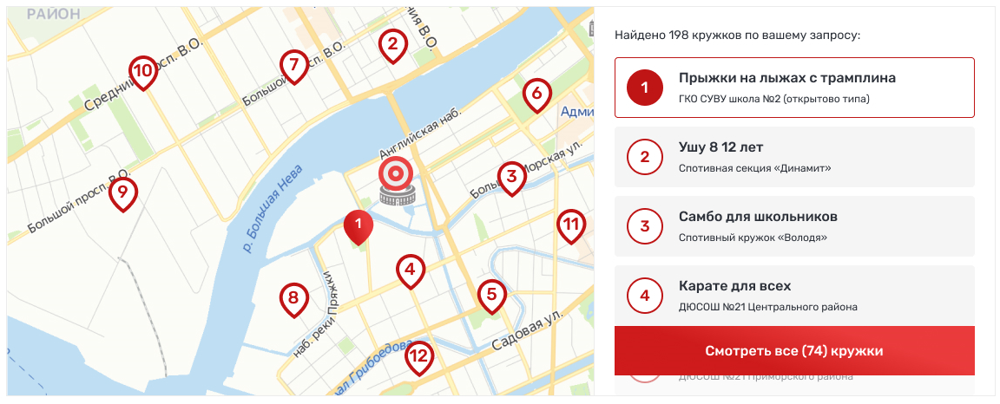 РАЙОН
ния В.О.
2
7
10
Средний просп. В.О.
Большой просп. В.О.
6
Адми
Английская наб.
Большая Морская ул.
3
9
Большой просп. В.О.
р. Большая Нева
1
11
4
5
8
наб. реки Пряжки
Садовая ул.
12
ал Грибоедова
Найдено 198 кружков по вашему запросу:
1
Прыжки на лыжах с трамплина
ГКО СУВУ школа №2 (открытово типа)
2
Ушу 8 12 лет
Спотивная секция «Динамит»
3
Самбо для школьников
Спотивный кружок «Володя»
4
Карате для всех
ДЮСОШ №21 Центрального района
Смотреть все (74) кружки
ДЮСОШ №21 Приморского района